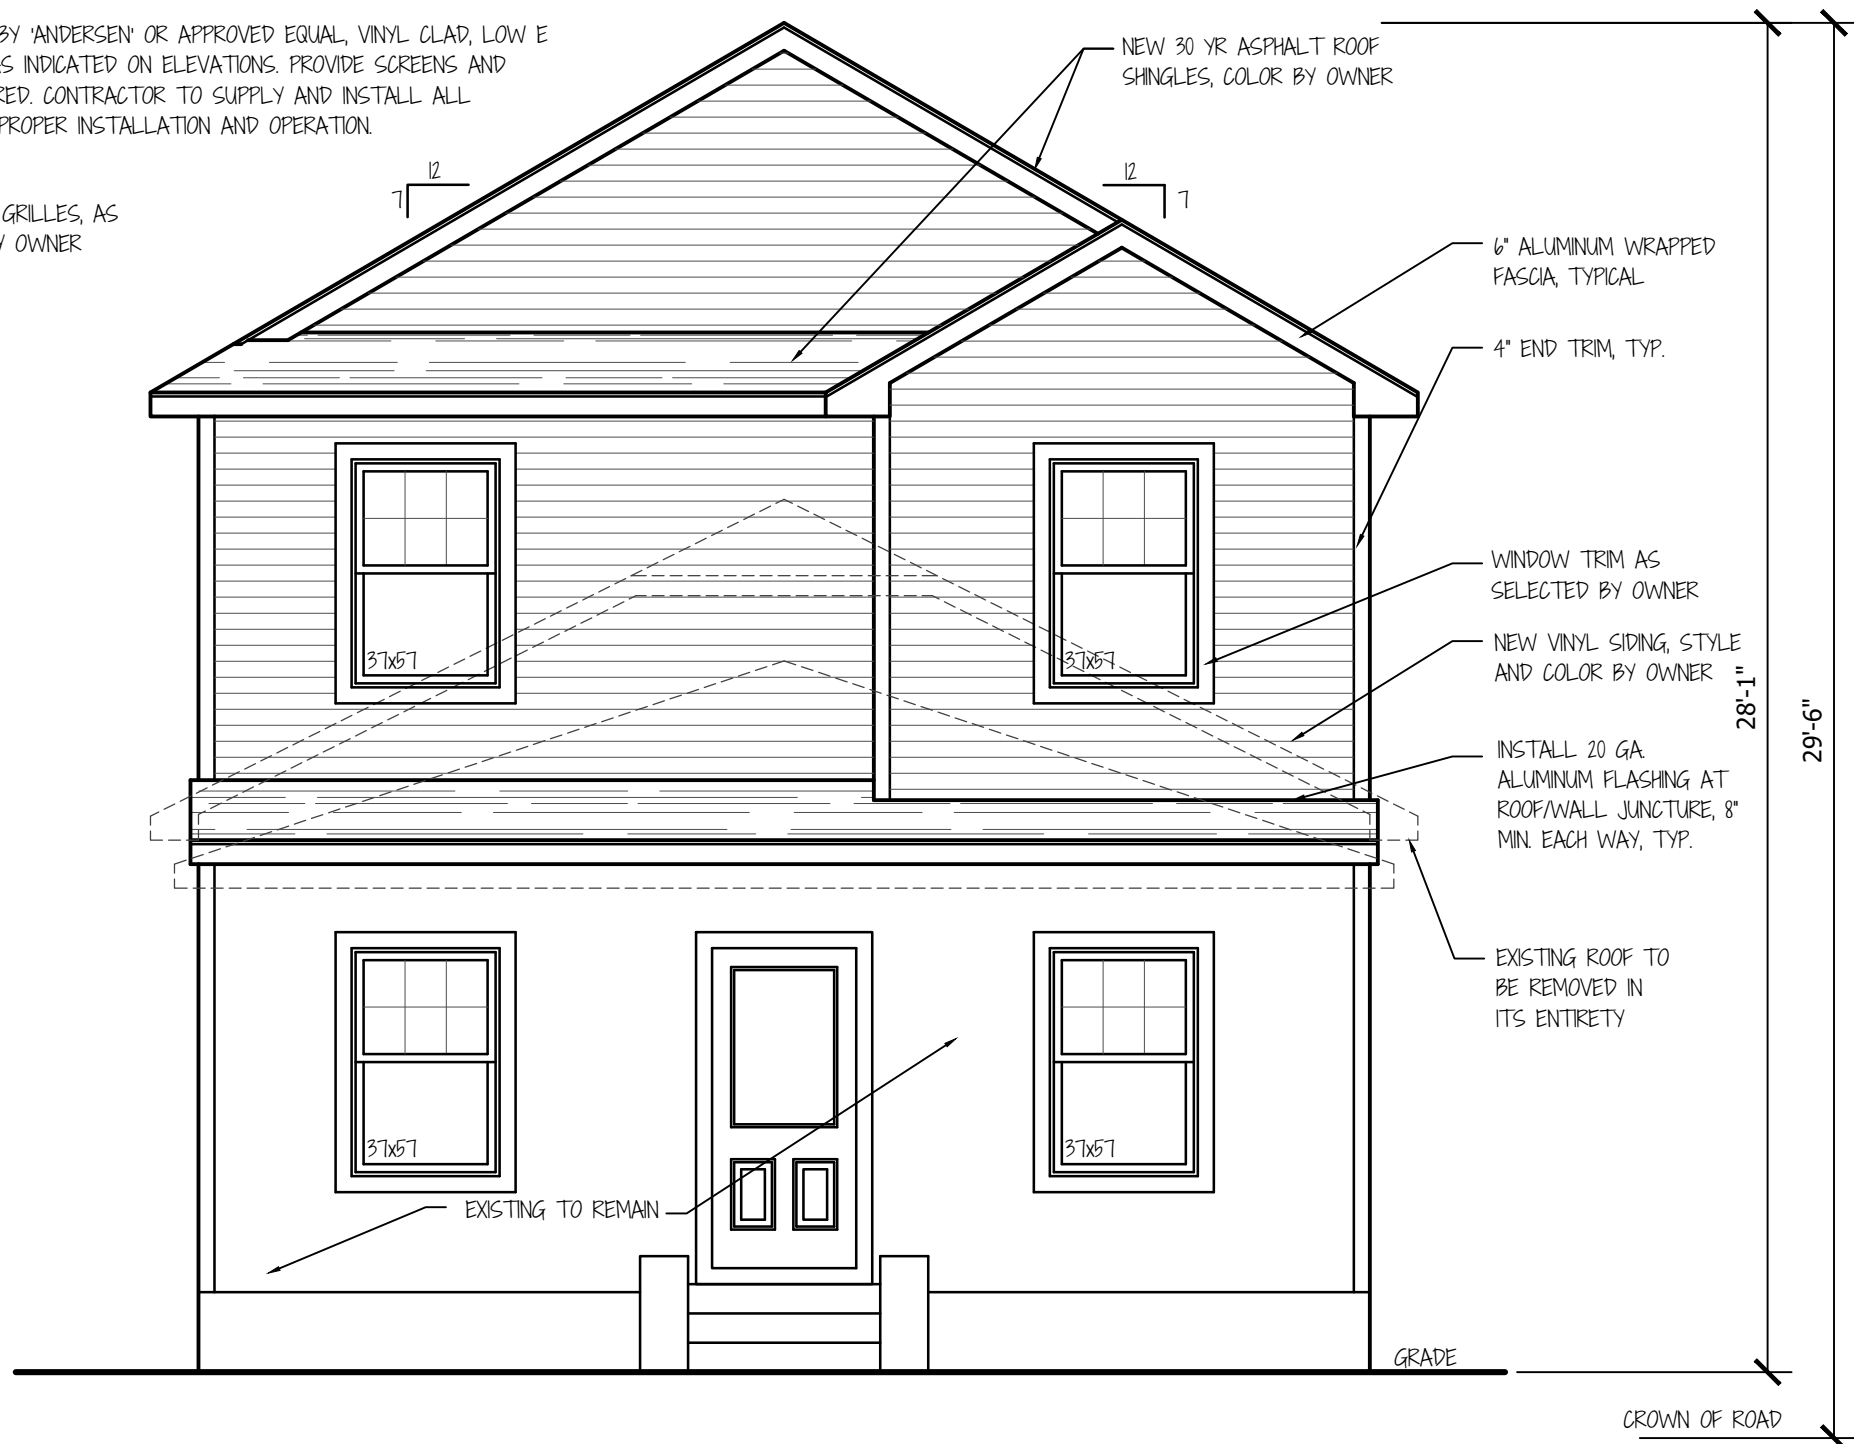 BY 'ANDERSEN' OR APPROVED EQUAL, VINYL CLAD, LOW E
AS INDICATED ON ELEVATIONS. PROVIDE SCREENS AND
RED. CONTRACTOR TO SUPPLY AND INSTALL ALL
PROPER INSTALLATION AND OPERATION.
GRILLES, AS
Y OWNER
12
7
12
7
NEW 30 YR ASPHALT ROOF
SHINGLES, COLOR BY OWNER
6" ALUMINUM WRAPPED
FASCIA, TYPICAL
4" END TRIM, TYP.
WINDOW TRIM AS
SELECTED BY OWNER
NEW VINYL SIDING, STYLE
AND COLOR BY OWNER
28'-1"
29'-6"
INSTALL 20 GA.
ALUMINUM FLASHING AT
ROOF/WALL JUNCTURE, 8"
MIN. EACH WAY, TYP.
EXISTING ROOF TO
BE REMOVED IN
ITS ENTIRETY
37x57
37x57
37x57
37x57
EXISTING TO REMAIN
GRADE
CROWN OF ROAD